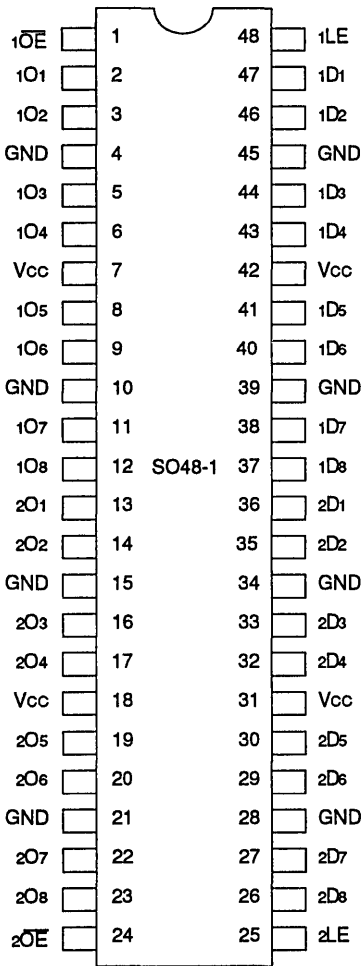 1OE 1 48 1LE
1O1 2 47 1D1
1O2 3 46 1D2
GND 4 45 GND
1O3 5 44 1D3
1O4 6 43 1D4
Vcc 7 42 Vcc
1O5 8 41 1D5
1O6 9 40 1D6
GND 10 39 GND
1O7 11 38 1D7
1O8 12 SO48-1 37 1D8
2O1 13 36 2D1
2O2 14 35 2D2
GND 15 34 GND
2O3 16 33 2D3
2O4 17 32 2D4
Vcc 18 31 Vcc
2O5 19 30 2D5
2O6 20 29 2D6
GND 21 28 GND
2O7 22 27 2D7
2O8 23 26 2D8
2OE 24 25 2LE